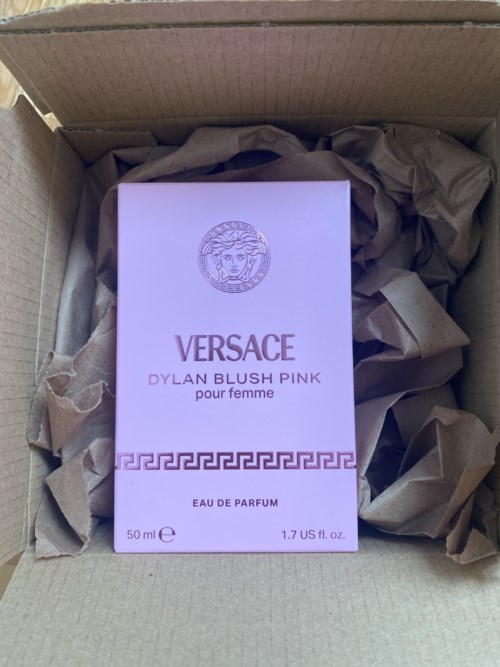 VERSACE
DYLAN BLUSH PINK
pour femme
EAU DE PARFUM
50 ml ℮ 1.7 US fl. oz.